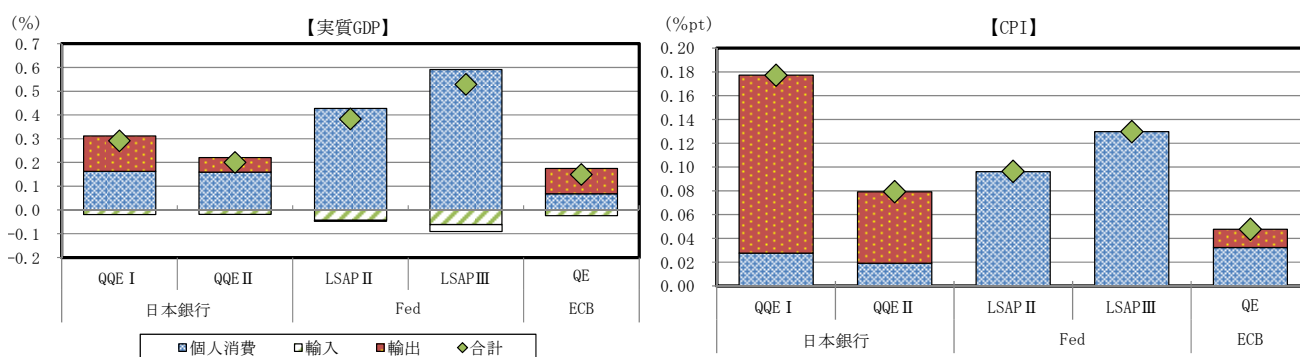 (%)
【実質GDP】
0.7
0.6
0.5
0.4
0.3
0.2
0.1
0.0
-0.1
-0.2
QQEⅠ QQEⅡ LSAPⅡ LSAPⅢ QE
日本銀行 Fed ECB
個人消費 輸入 輸出 合計
(%pt)
【CPI】
0.20
0.18
0.16
0.14
0.12
0.10
0.08
0.06
0.04
0.02
0.00
QQEⅠ QQEⅡ LSAPⅡ LSAPⅢ QE
日本銀行 Fed ECB